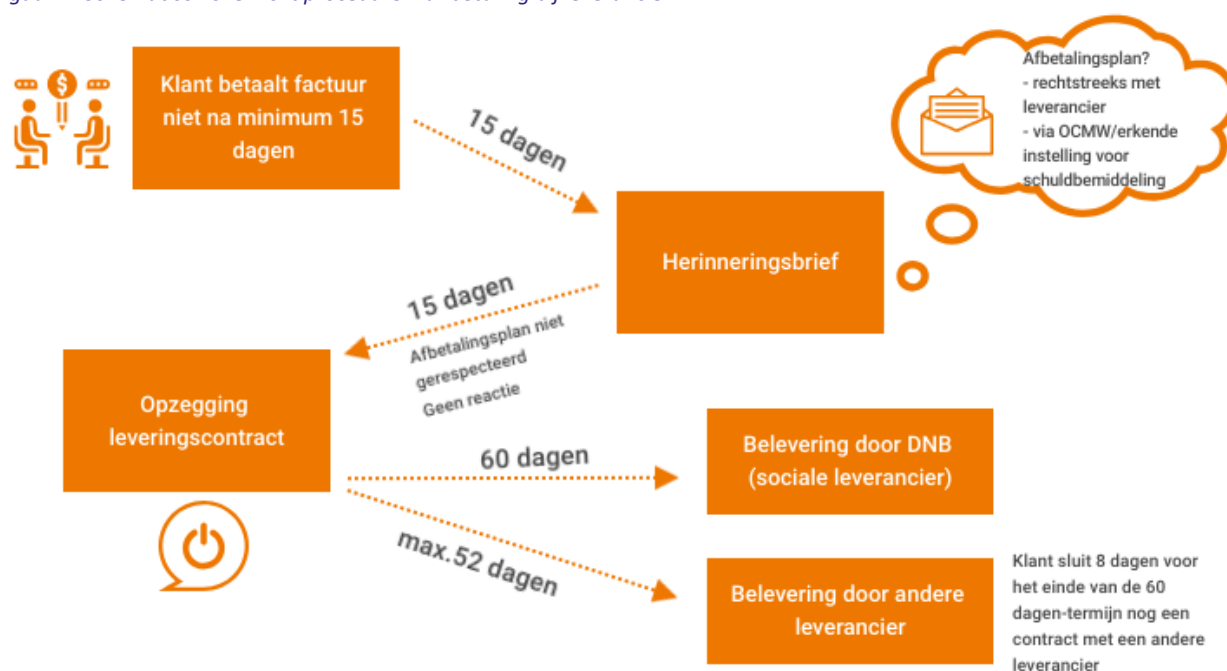 Klant betaalt factuur
niet na minimum 15
dagen
15 dagen
Afbetalingsplan?
- rechtstreeks met
leverancier
- via OCMW/erkende
instelling voor
schuldbemiddeling
Herinneringsbrief
15 dagen
Afbetalingsplan niet
gerespecteerd
Geen reactie
Opzegging
leveringscontract
60 dagen
Belevering door DNB
(sociale leverancier)
max.52 dagen
Belevering door andere
leverancier
Klant sluit 8 dagen voor
het einde van de 60
dagen-termijn nog een
contract met een andere
leverancier